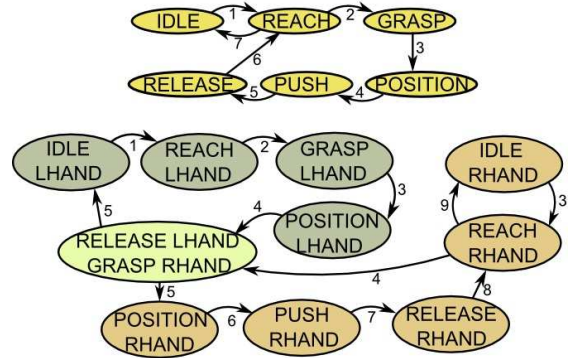 IDLE 1 REACH 2 GRASP
7
3
6
RELEASE 5 PUSH 4 POSITION
IDLE
LHAND
1
REACH
LHAND
2
GRASP
LHAND
3
IDLE
RHAND
9
3
POSITION
LHAND
4
5
RELEASE LHAND
GRASP RHAND
REACH
RHAND
4
5
8
POSITION
RHAND
6
PUSH
RHAND
7
RELEASE
RHAND